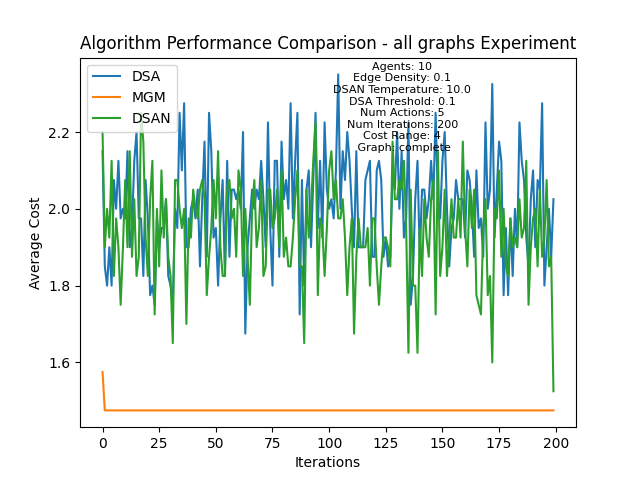 Algorithm Performance Comparison - all graphs Experiment
DSA
MGM
DSAN
Agents: 10
Edge Density: 0.1
DSAN Temperature: 10.0
DSA Threshold: 0.1
Num Actions: 5
Num Iterations: 200
Cost Range: 4
Graph: complete
Average Cost
2.2
2.0
1.8
1.6
0
25
50
75
100
125
150
175
200
Iterations